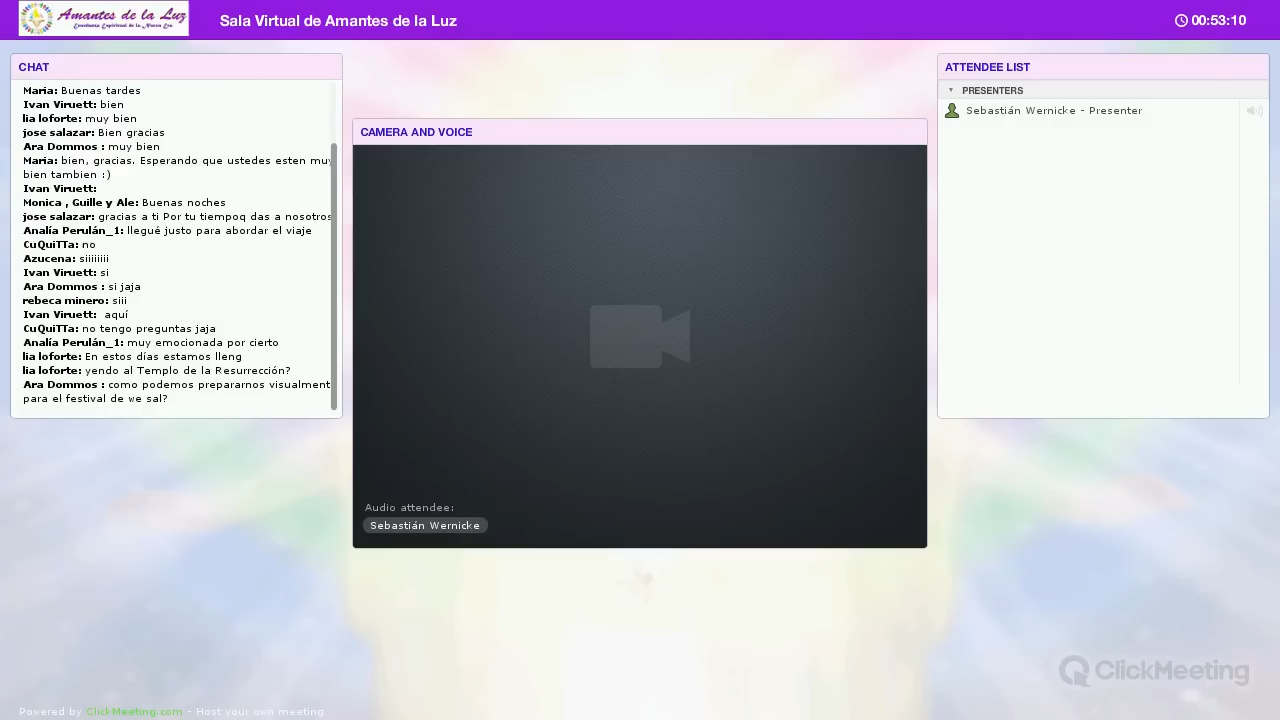 Amantes de la Luz
Enseñanza Espiritual de la Nueva Era
Sala Virtual de Amantes de la Luz
00:53:10
CHAT
Maria: Buenas tardes
Ivan Viruett: bien
lia loforte: muy bien
jose salazar: Bien gracias
Ara Dommos : muy bien
Maria: bien, gracias. Esperando que ustedes esten muy
bien tambien :)
Ivan Viruett:
Monica , Guille y Ale: Buenas noches
jose salazar: gracias a ti Por tu tiempoq das a nosotros
Analía Perulán_1: llegué justo para abordar el viaje
CuQuiTTa: no
Azucena: siiiiiiii
Ivan Viruett: si
Ara Dommos : si jaja
rebeca minero: siii
Ivan Viruett:  aquí
CuQuiTTa: no tengo preguntas jaja
Analía Perulán_1: muy emocionada por cierto
lia loforte: En estos días estamos lleng
lia loforte: yendo al Templo de la Resurrección?
Ara Dommos : como podemos prepararnos visualment
para el festival de we sal?
CAMERA AND VOICE
Audio attendee:
Sebastián Wernicke
ATTENDEE LIST
PRESENTERS
Sebastián Wernicke - Presenter
ClickMeeting
Powered by ClickMeeting.com - Host your own meeting